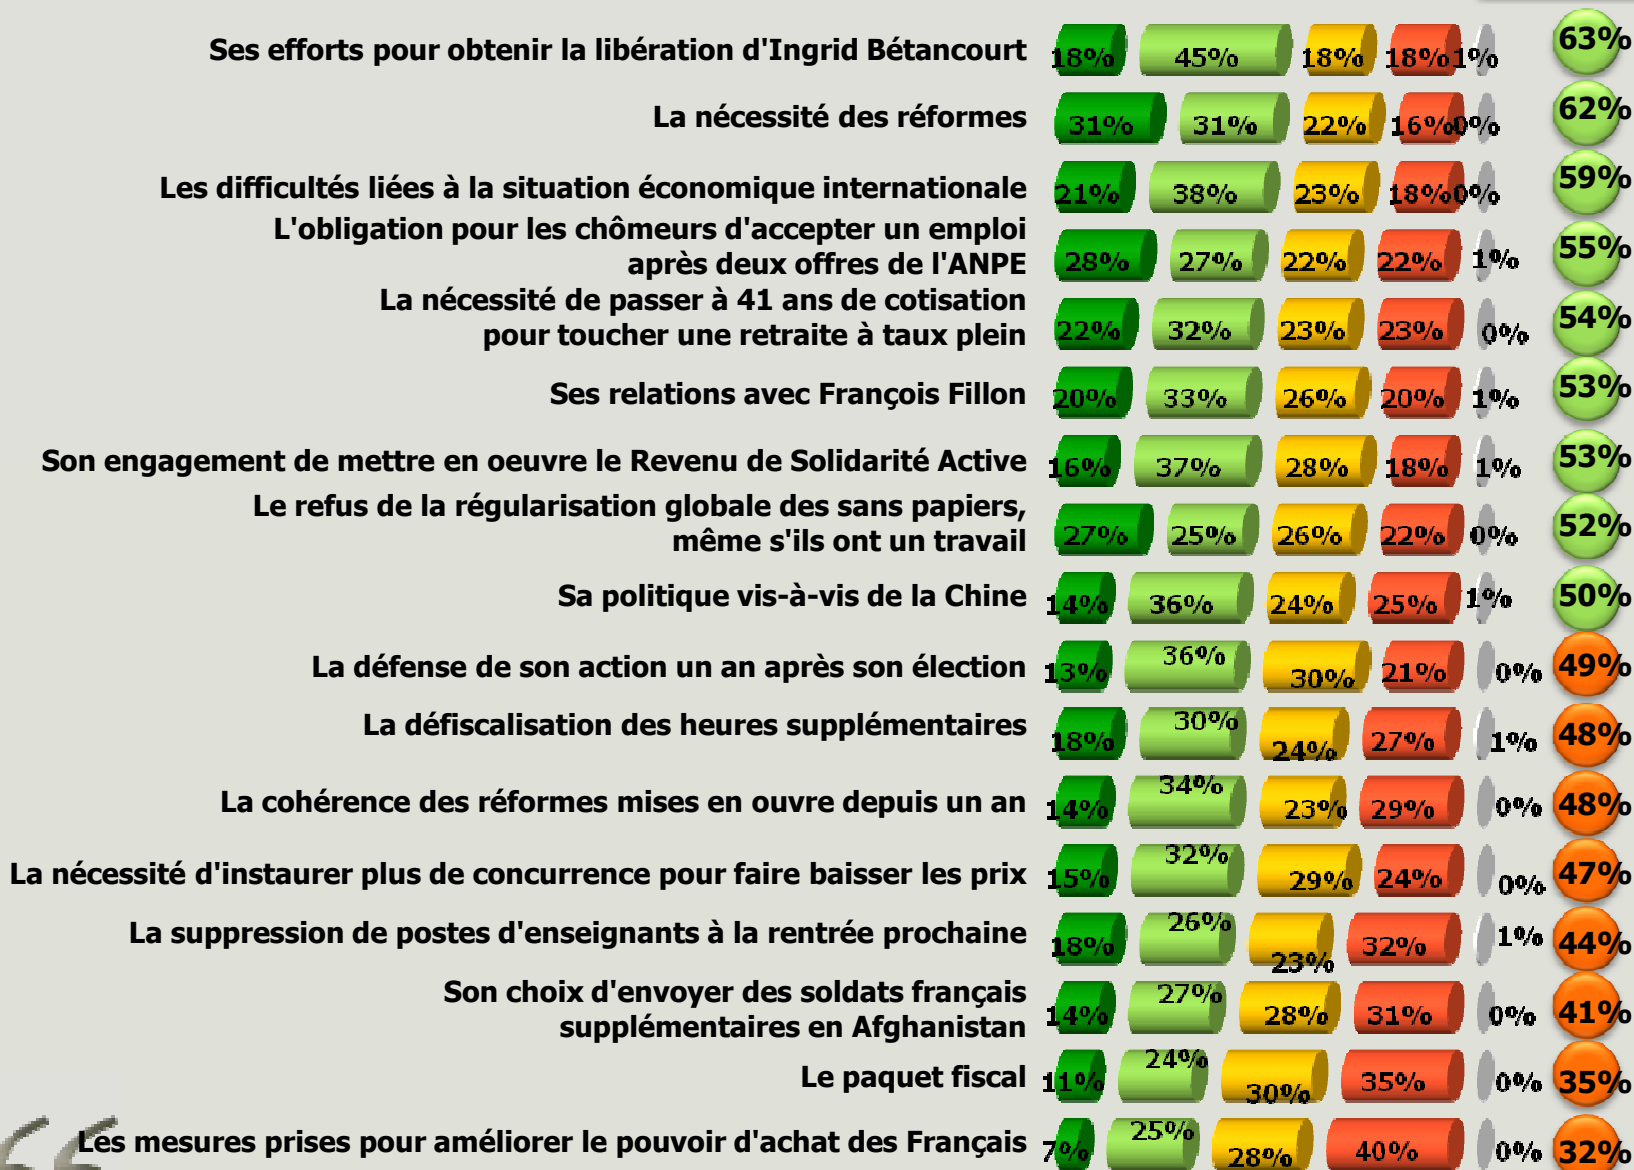 Ses efforts pour obtenir la libération d'Ingrid Bétancourt 18% 45% 18% 18% 1% 63%
La nécessité des réformes 31% 31% 22% 16% 0% 62%
Les difficultés liées à la situation économique internationale 21% 38% 23% 18% 0% 59%
L'obligation pour les chômeurs d'accepter un emploi
après deux offres de l'ANPE 28% 27% 22% 22% 1% 55%
La nécessité de passer à 41 ans de cotisation
pour toucher une retraite à taux plein 22% 32% 23% 23% 0% 54%
Ses relations avec François Fillon 20% 33% 26% 20% 1% 53%
Son engagement de mettre en oeuvre le Revenu de Solidarité Active 16% 37% 28% 18% 1% 53%
Le refus de la régularisation globale des sans papiers,
même s'ils ont un travail 27% 25% 26% 22% 0% 52%
Sa politique vis-à-vis de la Chine 14% 36% 24% 25% 1% 50%
La défense de son action un an après son élection 13% 36% 30% 21% 0% 49%
La défiscalisation des heures supplémentaires 18% 30% 24% 27% 1% 48%
La cohérence des réformes mises en ouvre depuis un an 14% 34% 23% 29% 0% 48%
La nécessité d'instaurer plus de concurrence pour faire baisser les prix 15% 32% 29% 24% 0% 47%
La suppression de postes d'enseignants à la rentrée prochaine 18% 26% 23% 32% 1% 44%
Son choix d'envoyer des soldats français
supplémentaires en Afghanistan 14% 27% 28% 31% 0% 41%
Le paquet fiscal 11% 24% 30% 35% 0% 35%
Les mesures prises pour améliorer le pouvoir d'achat des Français 7% 25% 28% 40% 0% 32%